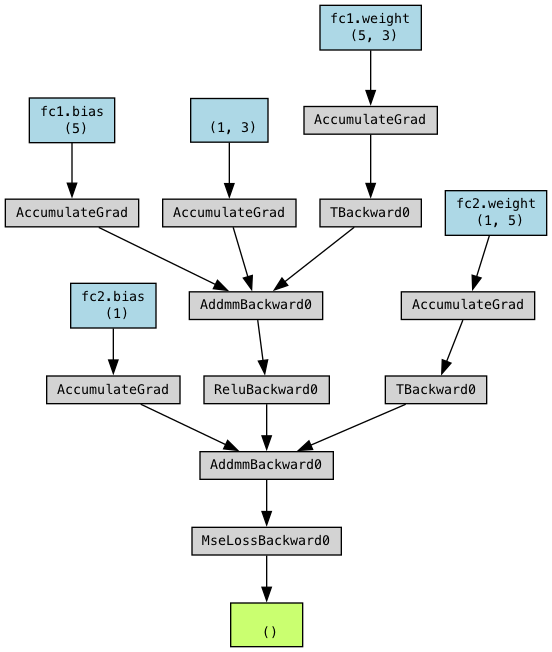 fc1.weight
(5, 3)
fc1.bias
(5)
(1, 3)
AccumulateGrad
AccumulateGrad
AccumulateGrad
TBackward0
fc2.weight
(1, 5)
fc2.bias
(1)
AddmmBackward0
AccumulateGrad
AccumulateGrad
ReluBackward0
TBackward0
AddmmBackward0
MseLossBackward0
()